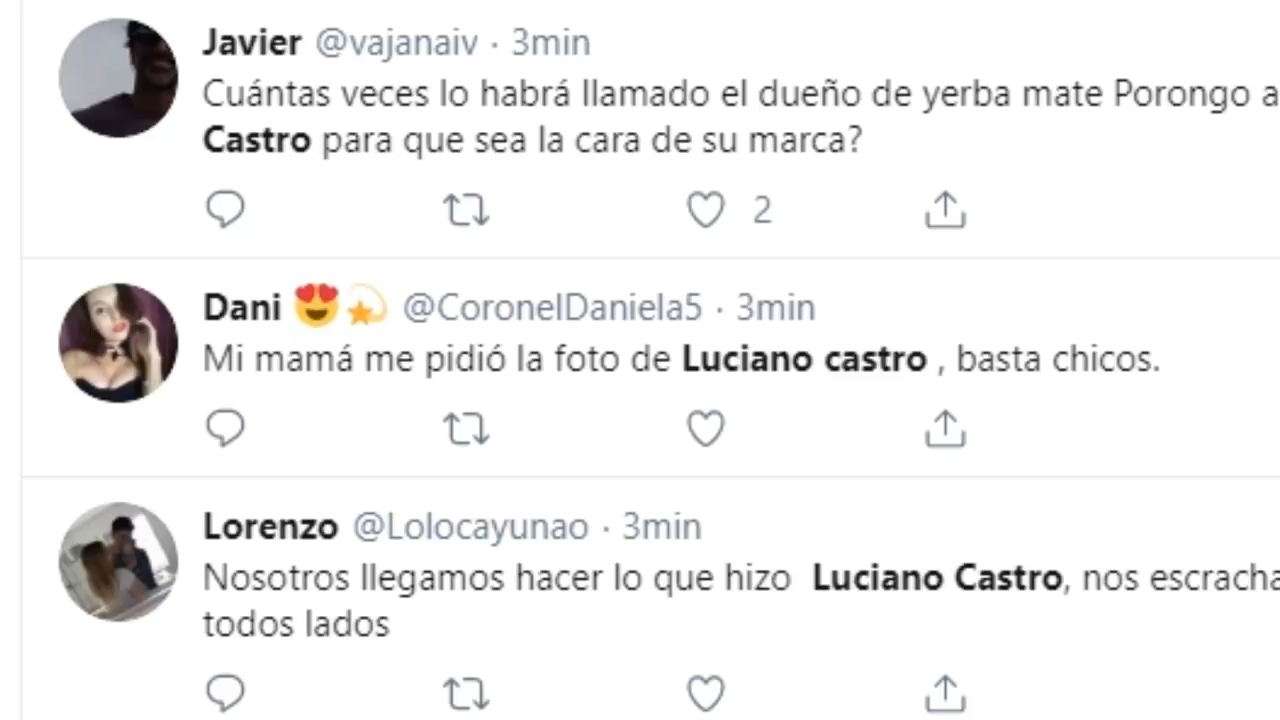 Javier @vajanaiv · 3min
Cuántas veces lo habrá llamado el dueño de yerba mate Porongo a
Castro para que sea la cara de su marca?
2
Dani 😍💫 @CoronelDaniela5 · 3min
Mi mamá me pidió la foto de Luciano castro , basta chicos.
Lorenzo @Lolocayunao · 3min
Nosotros llegamos hacer lo que hizo Luciano Castro, nos escracha
todos lados